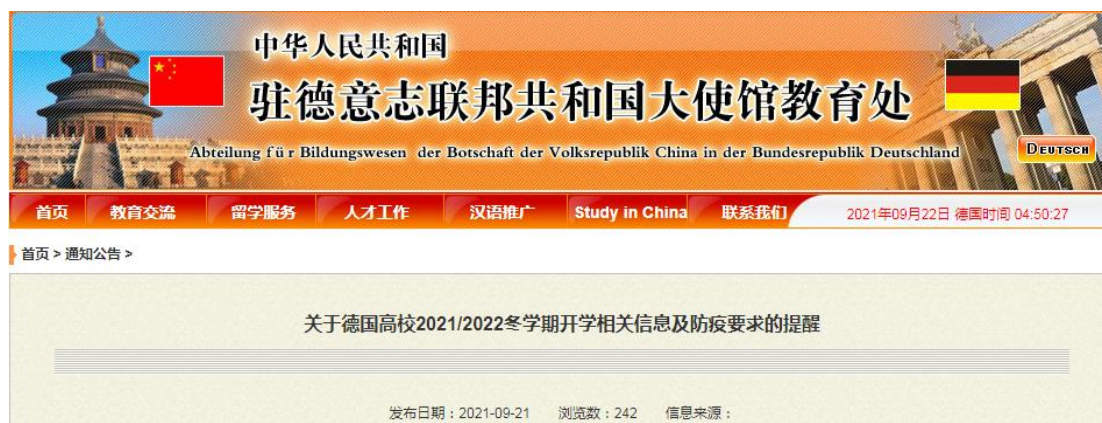 中华人民共和国
驻德意志联邦共和国大使馆教育处
Abteilung für Bildungswesen der Botschaft der Volksrepublik China in der Bundesrepublik Deutschland
DEUTSCH
首页 教育交流 留学服务 人才工作 汉语推广 Study in China 联系我们 2021年09月22日 德国时间 04:50:27
首页 > 通知公告 >
关于德国高校2021/2022冬学期开学相关信息及防疫要求的提醒
发布日期：2021-09-21 浏览数：242 信息来源：